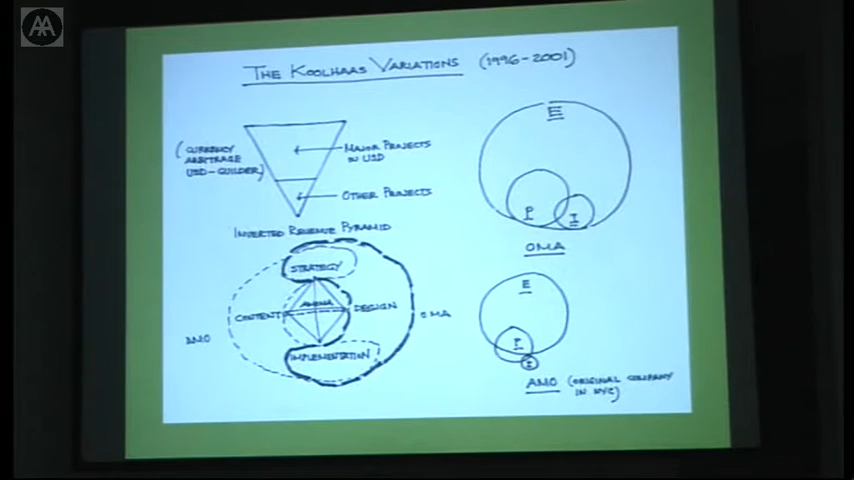 AA
THE KOOLHAAS VARIATIONS (1996-2001)
(CURRENCY
ARBITRAGE
USD-GUILDER)
MAJOR PROJECTS
IN USD
OTHER PROJECTS
INVERTED REVENUE PYRAMID
E
P
I
OMA
STRATEGY
CONTENT
DESIGN
AMO
OMA
IMPLEMENTATION
E
P
I
AMO (ORIGINAL COMPANY
IN NYC)